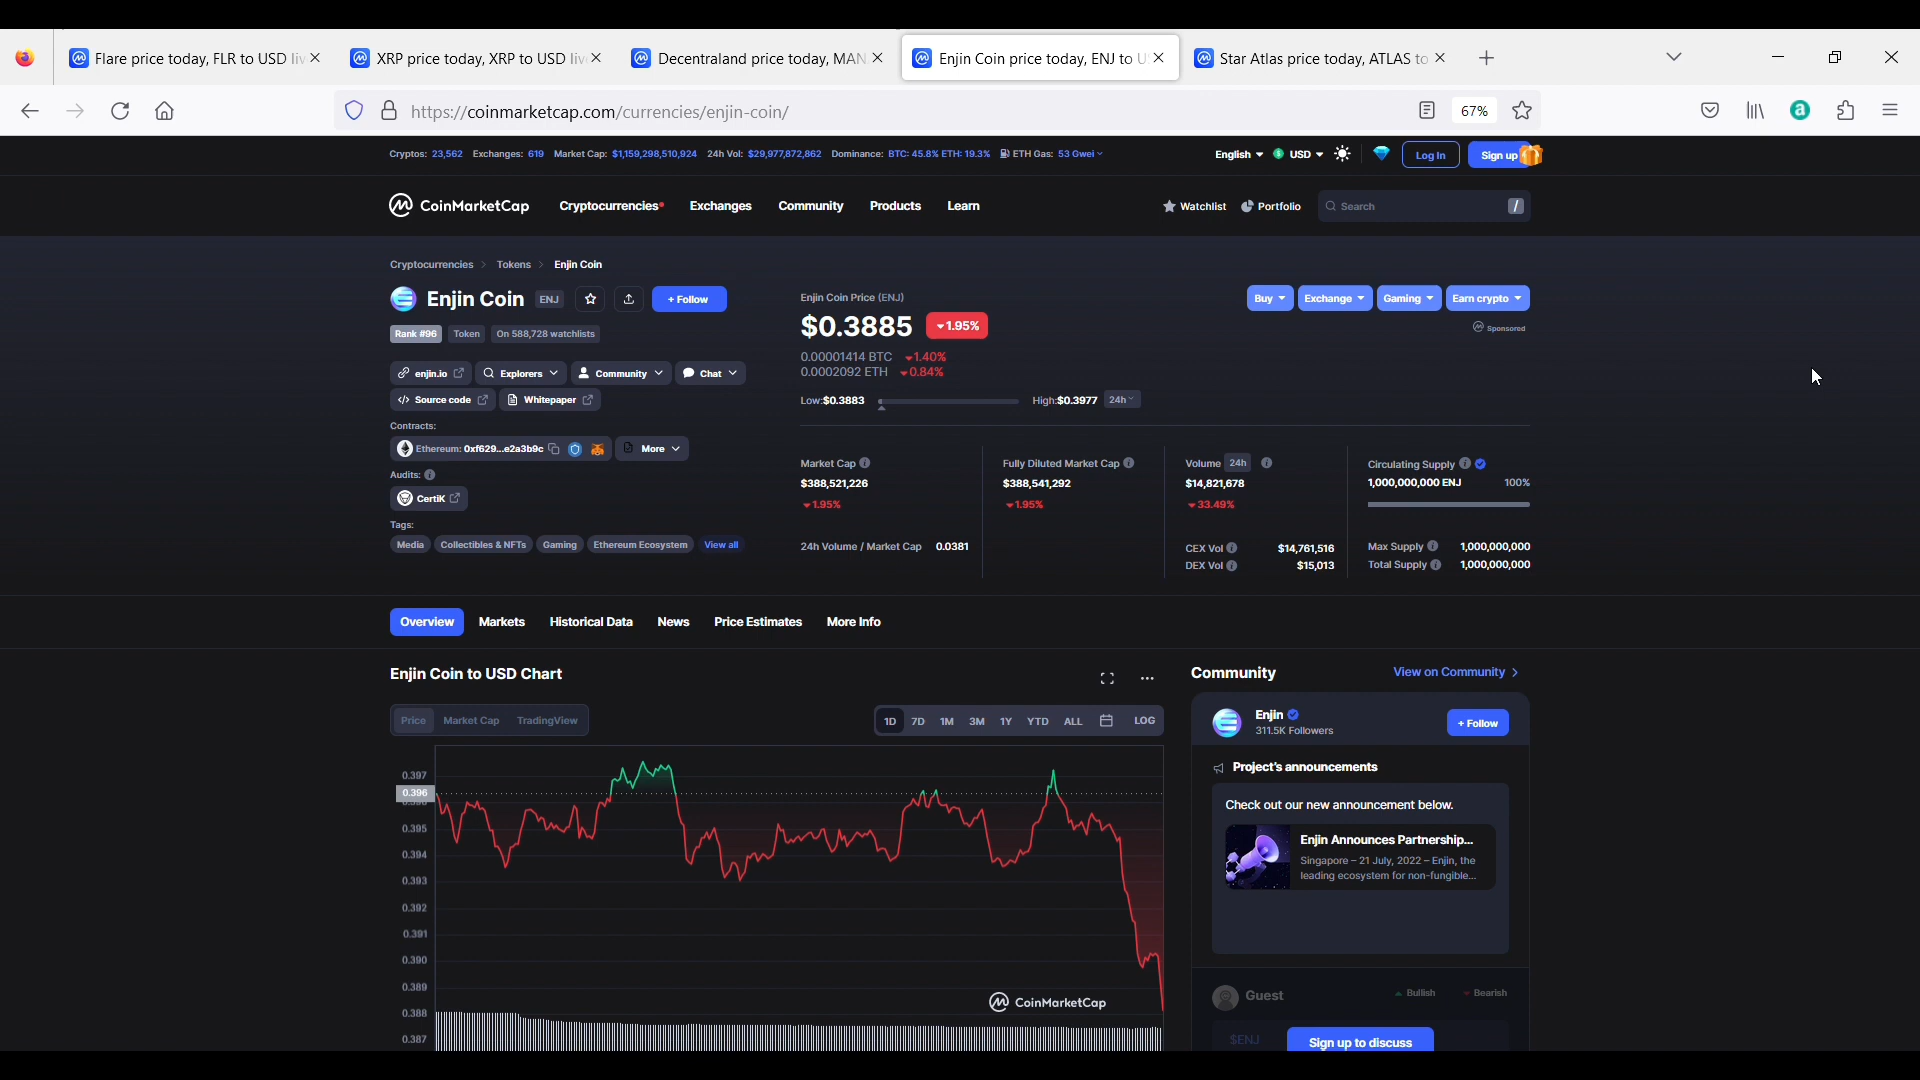 Flare price today, FLR to USD liv
XRP price today, XRP to USD liv
Decentraland price today, MAN
Enjin Coin price today, ENJ to U
Star Atlas price today, ATLAS to
https://coinmarketcap.com/currencies/enjin-coin/
67%
Cryptos: 23,562 Exchanges: 619 Market Cap: $1,159,298,510,924 24h Vol: $29,977,872,862 Dominance: BTC: 45.8% ETH: 19.3% ETH Gas: 53 Gwei
English USD Log In Sign up
CoinMarketCap Cryptocurrencies Exchanges Community Products Learn
Watchlist Portfolio Search /
Cryptocurrencies > Tokens > Enjin Coin
Enjin Coin ENJ + Follow
Rank #96 Token On 588,728 watchlists
enjin.io Explorers Community Chat
Source code Whitepaper
Contracts:
Ethereum: 0xf629...e2a3b9c More
Audits:
CertiK
Tags:
Media Collectibles & NFTs Gaming Ethereum Ecosystem View all
Enjin Coin Price (ENJ)
$0.3885 1.95%
0.00001414 BTC 1.40%
0.0002092 ETH 0.84%
Low:$0.3883 High:$0.3977 24h
Buy Exchange Gaming Earn crypto
Sponsored
Market Cap
$388,521,226
1.95%
24h Volume / Market Cap 0.0381
Fully Diluted Market Cap
$388,541,292
1.95%
Volume 24h
$14,821,678
33.49%
CEX Vol $14,761,516
DEX Vol $15,013
Circulating Supply
1,000,000,000 ENJ 100%
Max Supply 1,000,000,000
Total Supply 1,000,000,000
Overview Markets Historical Data News Price Estimates More Info
Enjin Coin to USD Chart
Price Market Cap TradingView
1D 7D 1M 3M 1Y YTD ALL LOG
0.397
0.396
0.395
0.394
0.393
0.392
0.391
0.390
0.389
0.388
0.387
CoinMarketCap
Community View on Community >
Enjin
311.5K Followers
+ Follow
Project's announcements
Check out our new announcement below.
Enjin Announces Partnership...
Singapore – 21 July, 2022 – Enjin, the
leading ecosystem for non-fungible...
Guest Bullish Bearish
$ENJ
Sign up to discuss